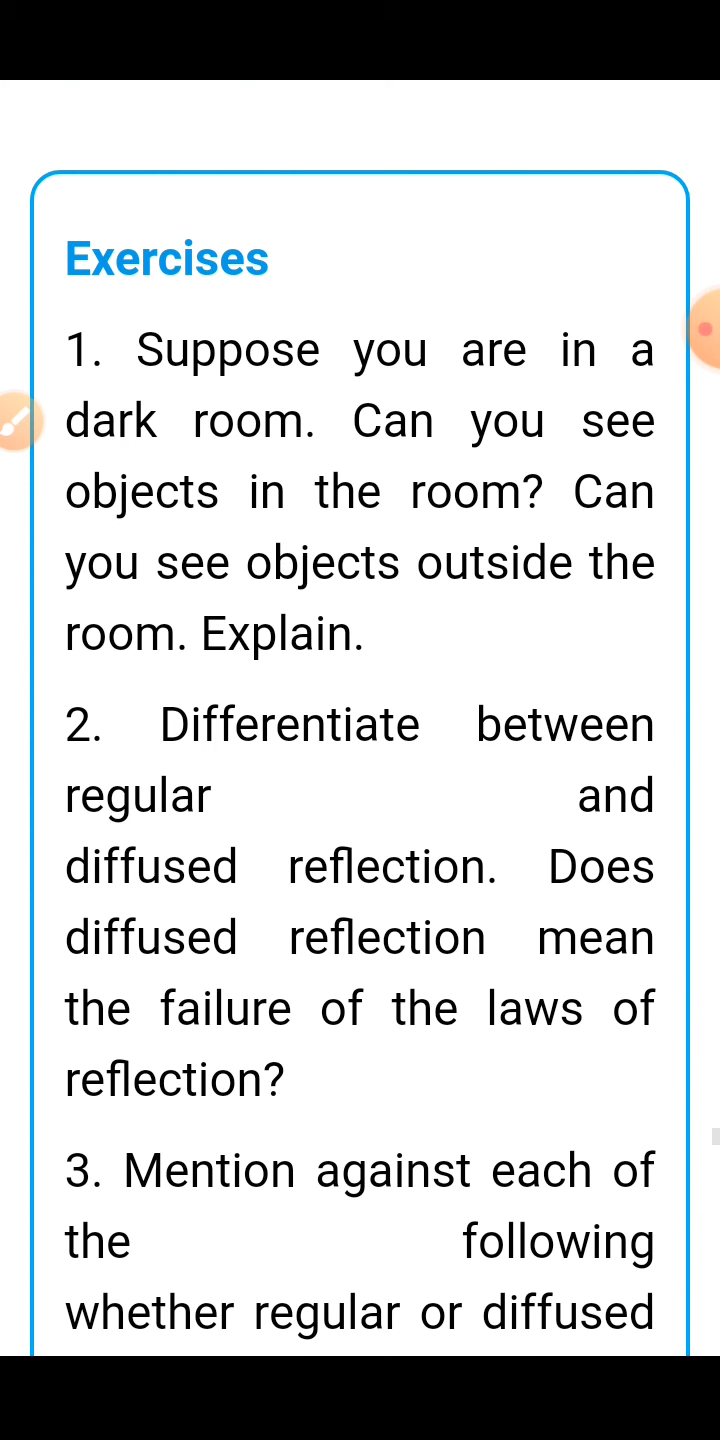 Exercises
1. Suppose you are in a
dark room. Can you see
objects in the room? Can
you see objects outside the
room. Explain.
2. Differentiate between
regular and
diffused reflection. Does
diffused reflection mean
the failure of the laws of
reflection?
3. Mention against each of
the following
whether regular or diffused